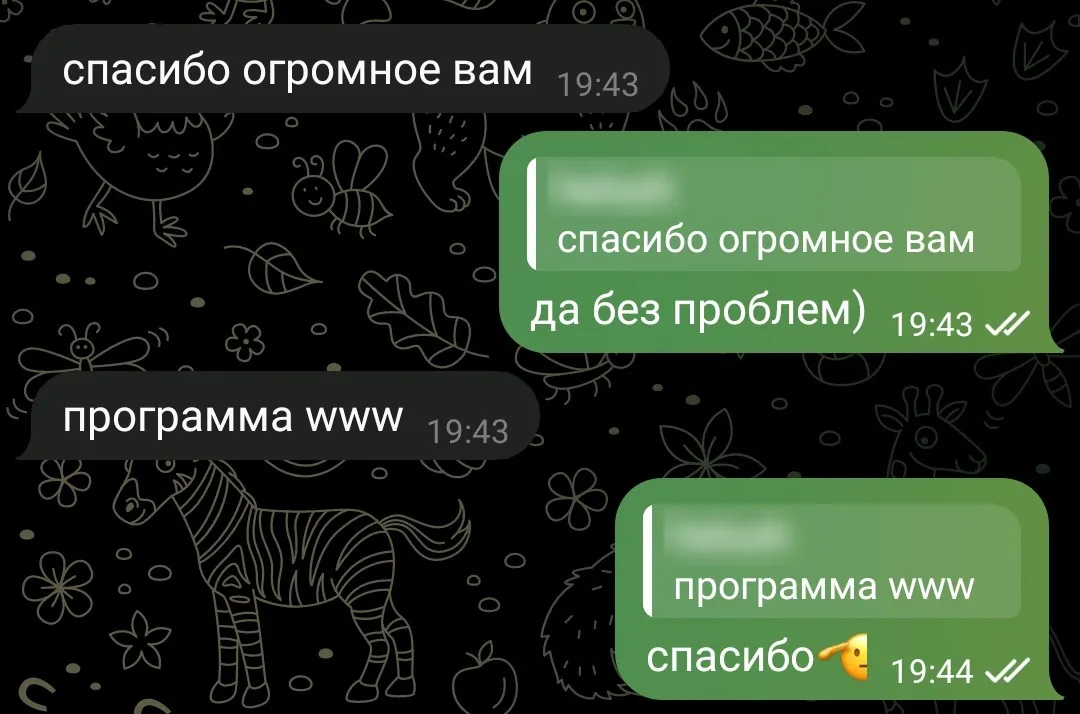 спасибо огромное вам 19:43
спасибо огромное вам
да без проблем) 19:43
программа www 19:43
программа www
спасибо🫡 19:44